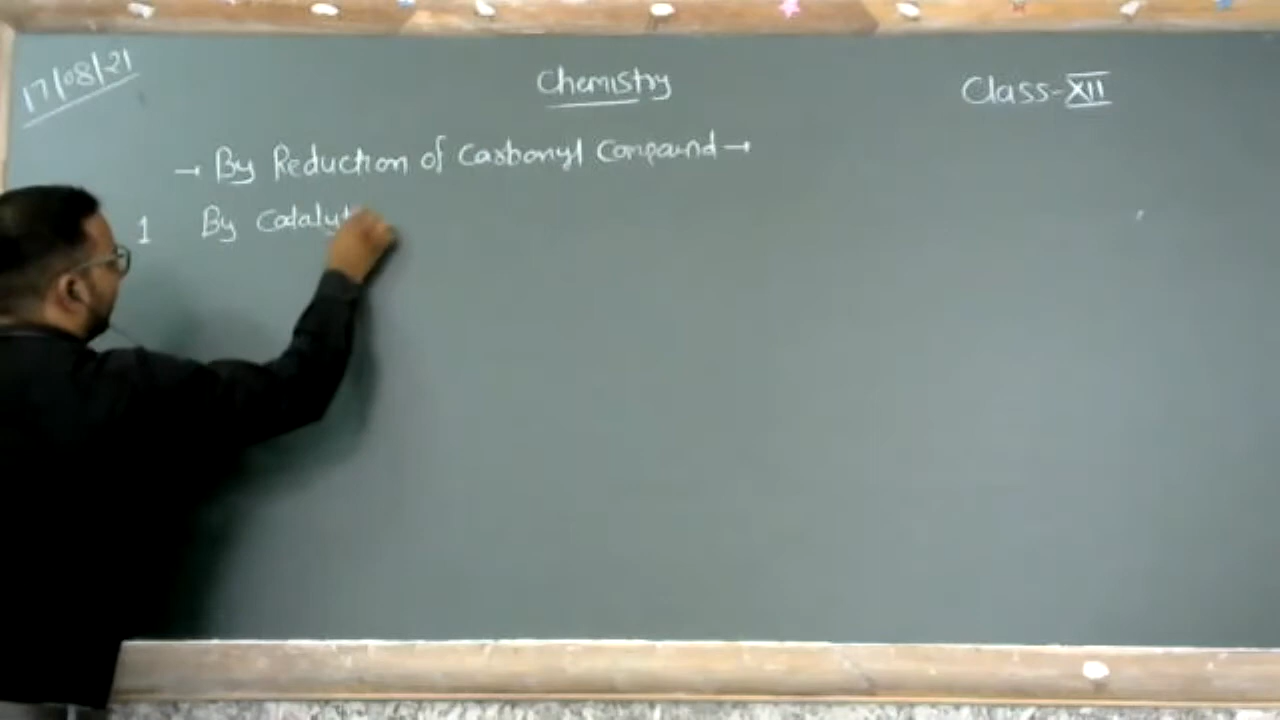 17/08/21
Chemistry
Class-XII
→ By Reduction of Carbonyl Compound →
1 By Catalyt